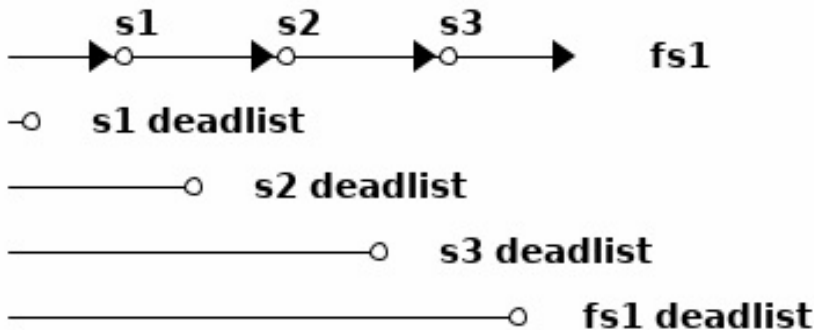 s1 s2 s3
fs1
s1 deadlist
s2 deadlist
s3 deadlist
fs1 deadlist